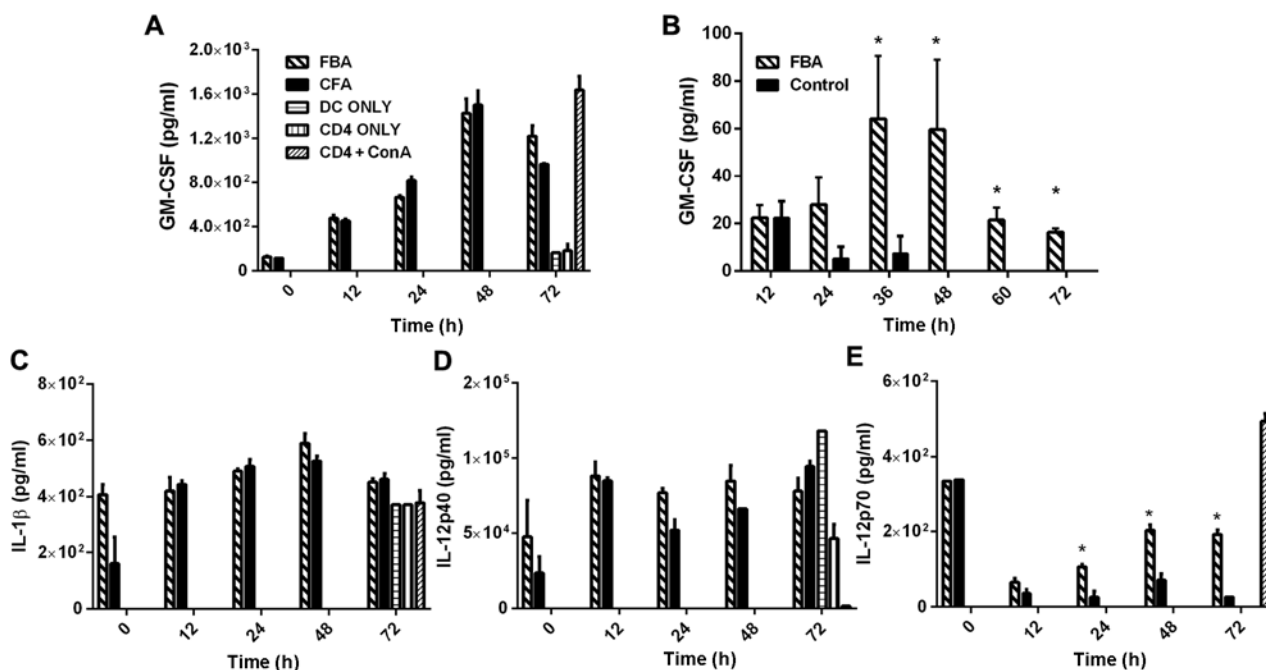 A
GM-CSF (pg/ml)
2.0×10³
1.6×10³
1.2×10³
8.0×10²
4.0×10²
0
FBA
CFA
DC ONLY
CD4 ONLY
CD4 + ConA
0 12 24 48 72
Time (h)
B
GM-CSF (pg/ml)
100
80
60
40
20
0
FBA
Control
* * * *
12 24 36 48 60 72
Time (h)
C
IL-1β (pg/ml)
8×10²
6×10²
4×10²
2×10²
0
0 12 24 48 72
Time (h)
D
IL-12p40 (pg/ml)
2×10⁵
1×10⁵
5×10⁴
0
0 12 24 48 72
Time (h)
E
IL-12p70 (pg/ml)
6×10²
4×10²
2×10²
0
* * *
0 12 24 48 72
Time (h)